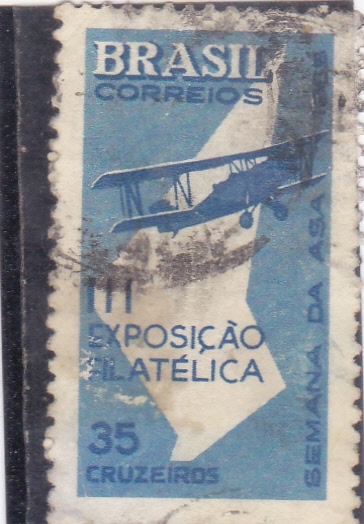 BRASIL
CORREIOS
III
EXPOSIÇÃO
FILATÉLICA
35
CRUZEIROS
SEMANA DA ASA